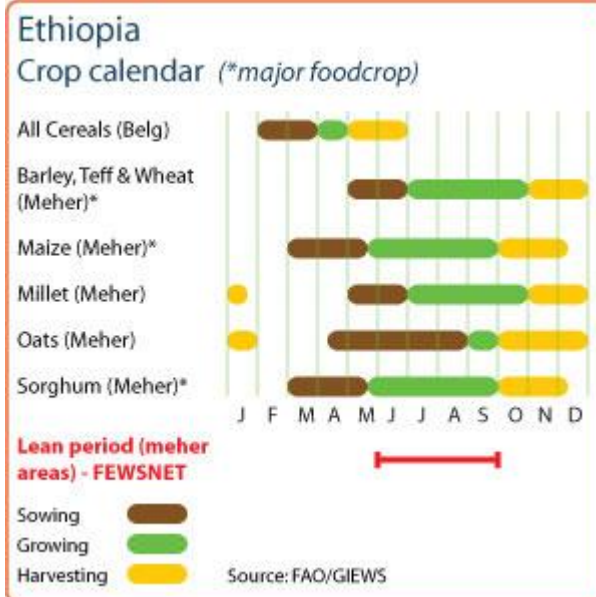 Ethiopia
Crop calendar (*major foodcrop)
All Cereals (Belg)
Barley, Teff & Wheat
(Meher)*
Maize (Meher)*
Millet (Meher)
Oats (Meher)
Sorghum (Meher)*
J F M A M J J A S O N D
Lean period (meher
areas) - FEWSNET
Sowing
Growing
Harvesting
Source: FAO/GIEWS